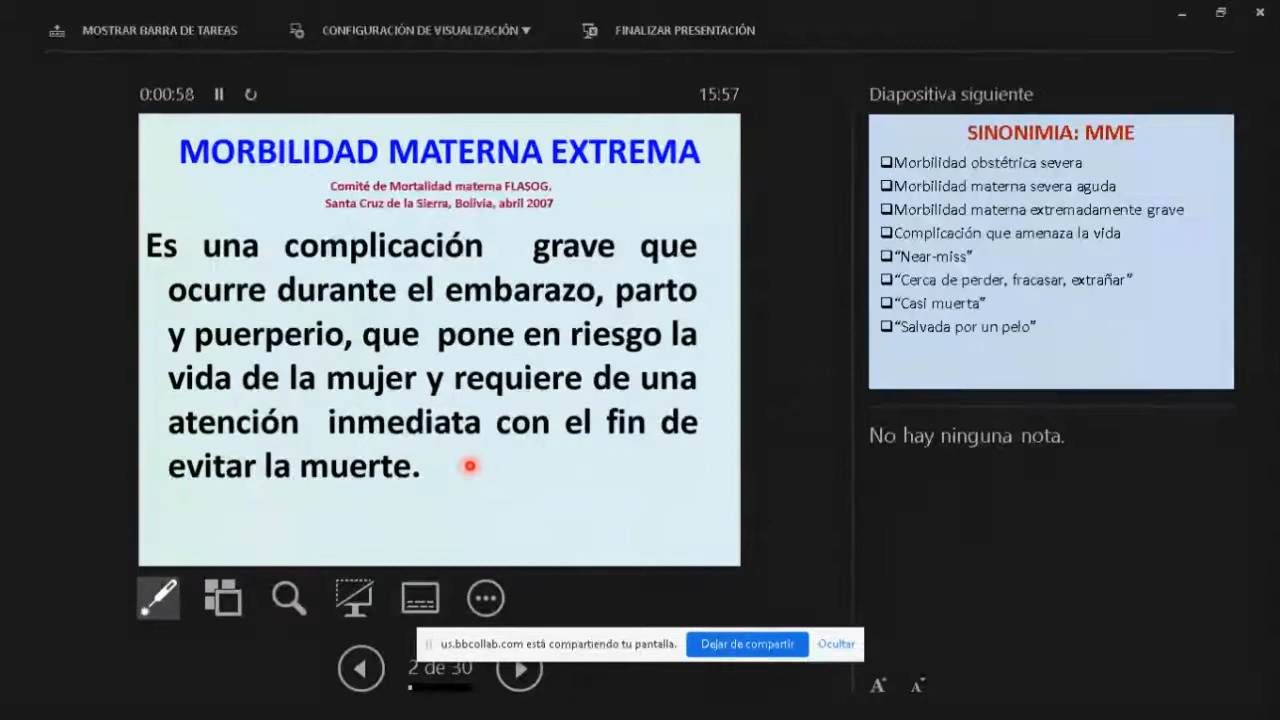 MOSTRAR BARRA DE TAREAS
CONFIGURACIÓN DE VISUALIZACIÓN ▼
FINALIZAR PRESENTACIÓN
0:00:58
15:57
MORBILIDAD MATERNA EXTREMA
Comité de Mortalidad materna FLASOG.
Santa Cruz de la Sierra, Bolivia, abril 2007
Es una complicación grave que
ocurre durante el embarazo, parto
y puerperio, que pone en riesgo la
vida de la mujer y requiere de una
atención inmediata con el fin de
evitar la muerte.
Diapositiva siguiente
SINONIMIA: MME
❑Morbilidad obstétrica severa
❑Morbilidad materna severa aguda
❑Morbilidad materna extremadamente grave
❑Complicación que amenaza la vida
❑“Near-miss”
❑“Cerca de perder, fracasar, extrañar”
❑“Casi muerta”
❑“Salvada por un pelo”
No hay ninguna nota.
us.bbcollab.com está compartiendo tu pantalla.
Dejar de compartir
Ocultar
2 de 30
A A